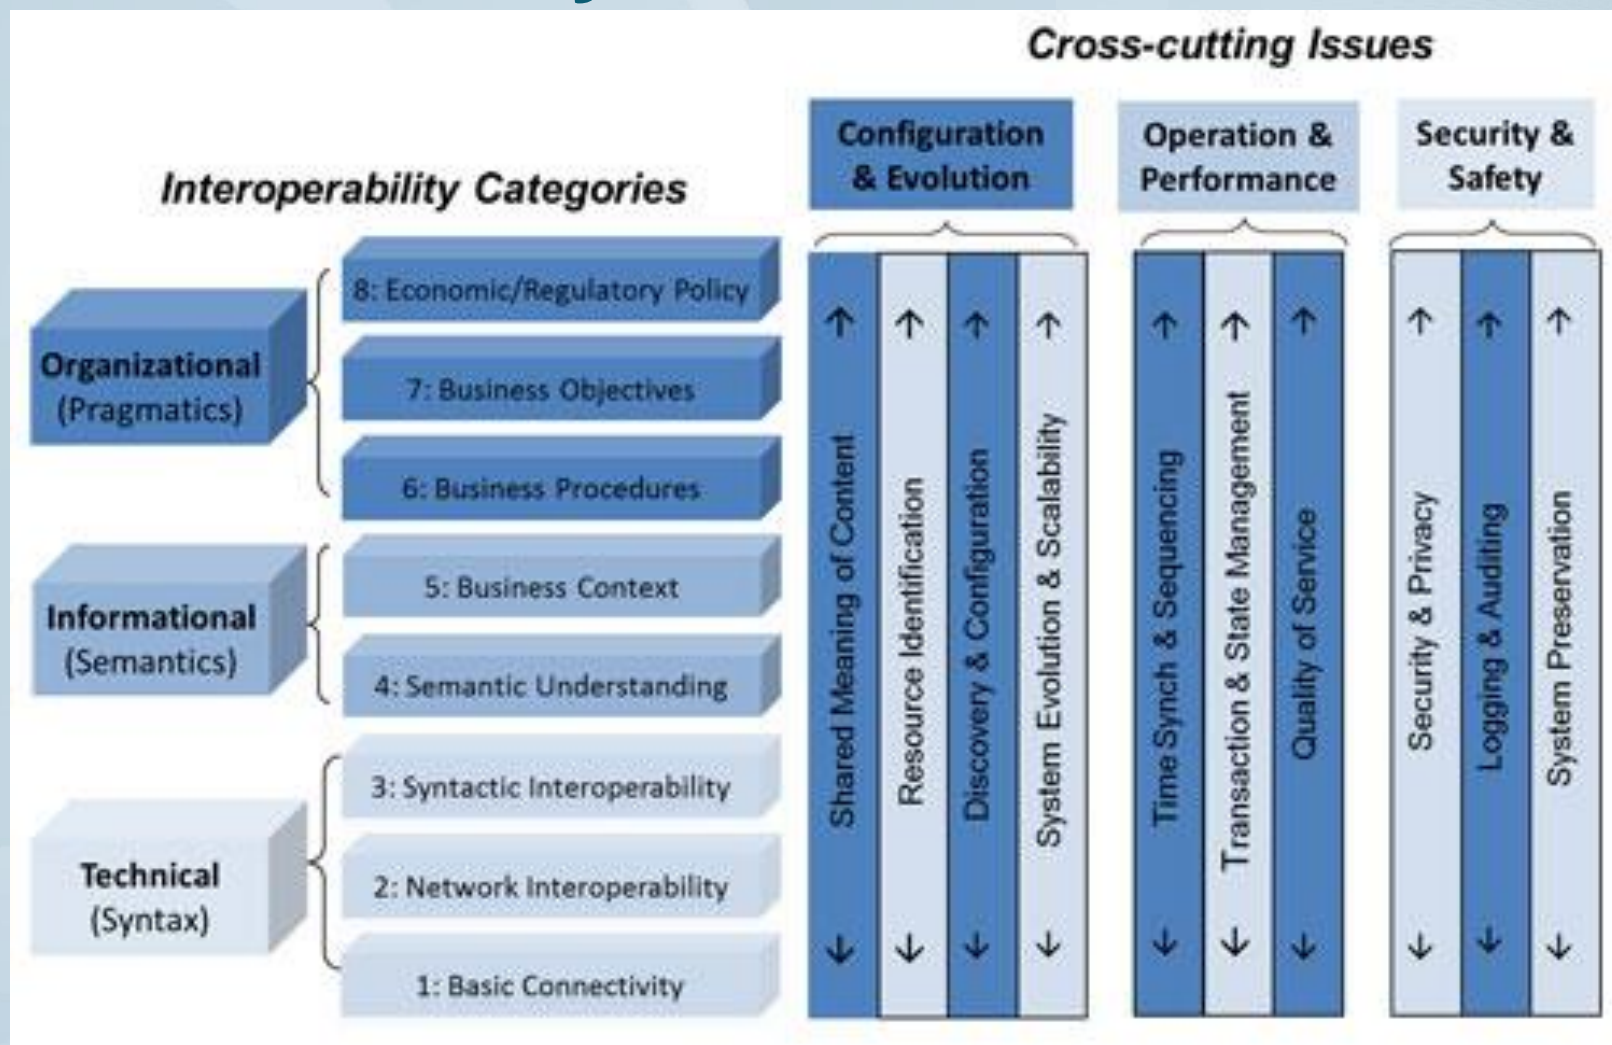 Cross-cutting Issues
Configuration
& Evolution
Operation &
Performance
Security &
Safety
Interoperability Categories
Organizational
(Pragmatics)
8: Economic/Regulatory Policy
7: Business Objectives
6: Business Procedures
Informational
(Semantics)
5: Business Context
4: Semantic Understanding
Technical
(Syntax)
3: Syntactic Interoperability
2: Network Interoperability
1: Basic Connectivity
Shared Meaning of Content
Resource Identification
Discovery & Configuration
System Evolution & Scalability
Time Synch & Sequencing
Transaction & State Management
Quality of Service
Security & Privacy
Logging & Auditing
System Preservation